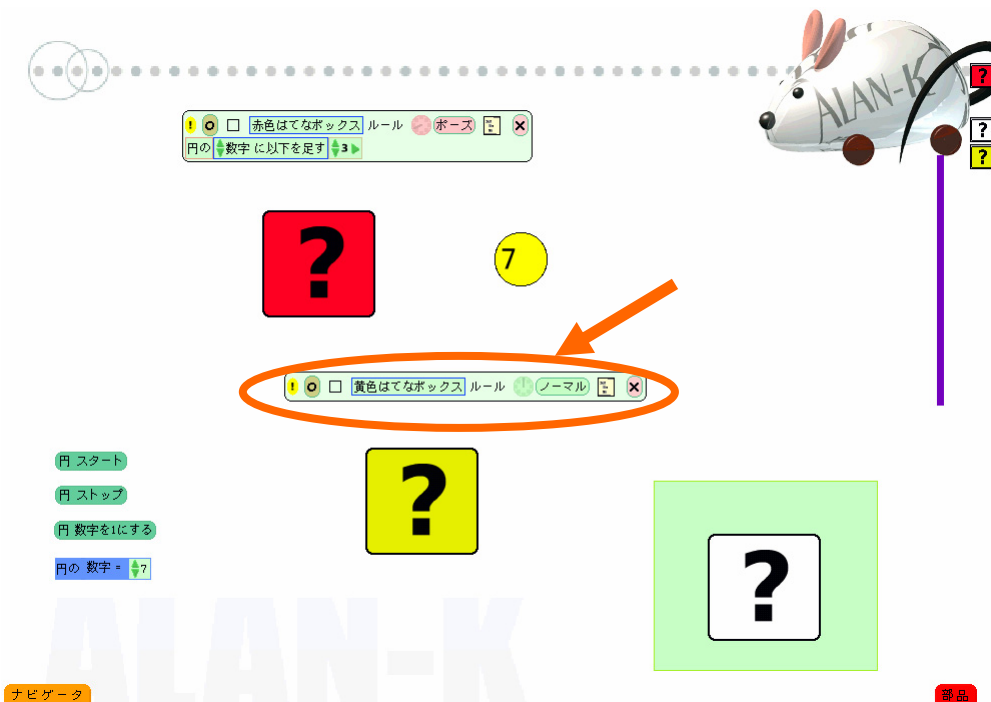 ALAN-K
?
?
?
! O 赤色はてなボックス ルール ポーズ ×
円の 数字 に以下を足す 3
?
7
! O 黄色はてなボックス ルール ノーマル ×
?
円 スタート
円 ストップ
円 数字を1にする
円の 数字 = 7
?
ALAN-K
ナビゲータ
部品